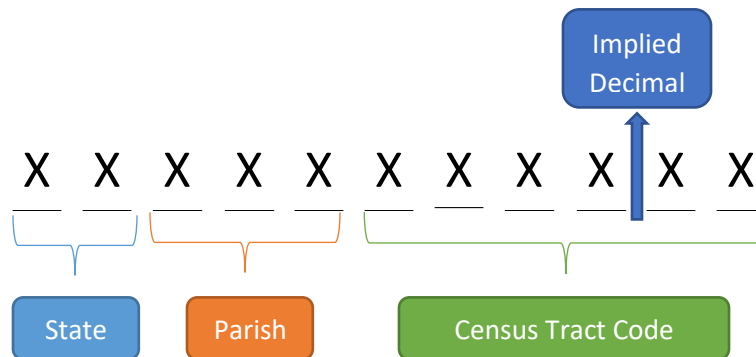 Implied
Decimal
X X X X X X X X X X X
State Parish Census Tract Code